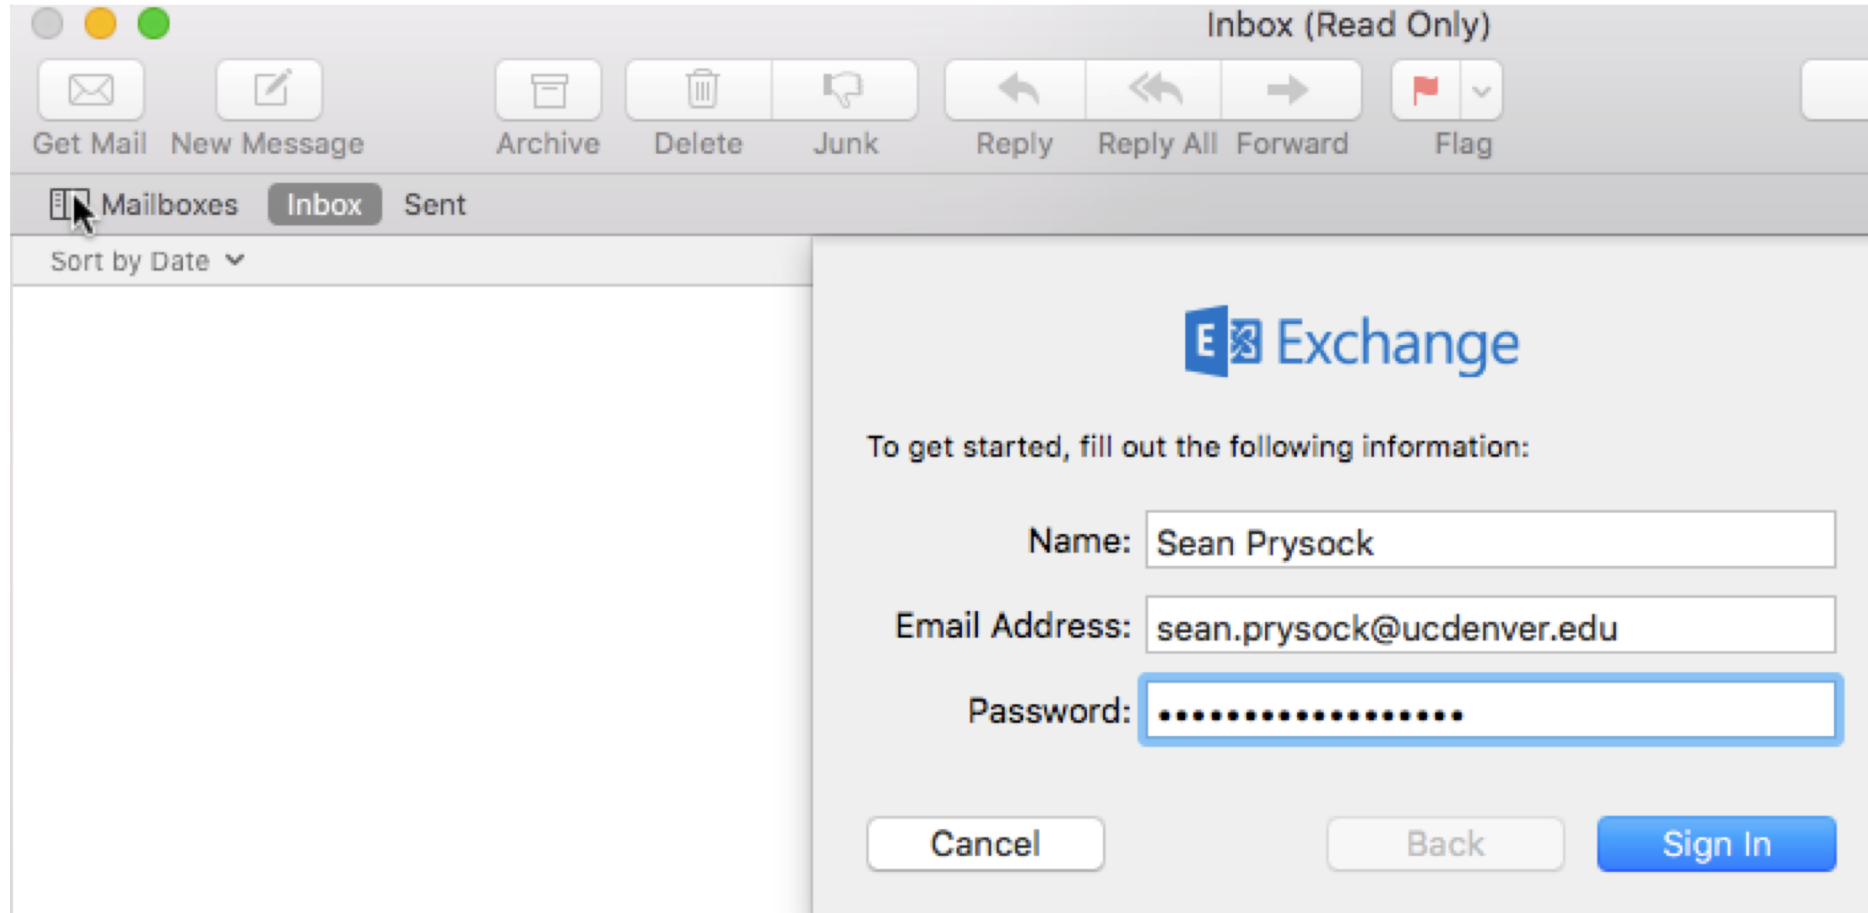 Inbox (Read Only)
Get Mail New Message Archive Delete Junk Reply Reply All Forward Flag
Mailboxes Inbox Sent
Sort by Date
E Exchange
To get started, fill out the following information:
Name: Sean Prysock
Email Address: sean.prysock@ucdenver.edu
Password: ••••••••••••••••••
Cancel Back Sign In